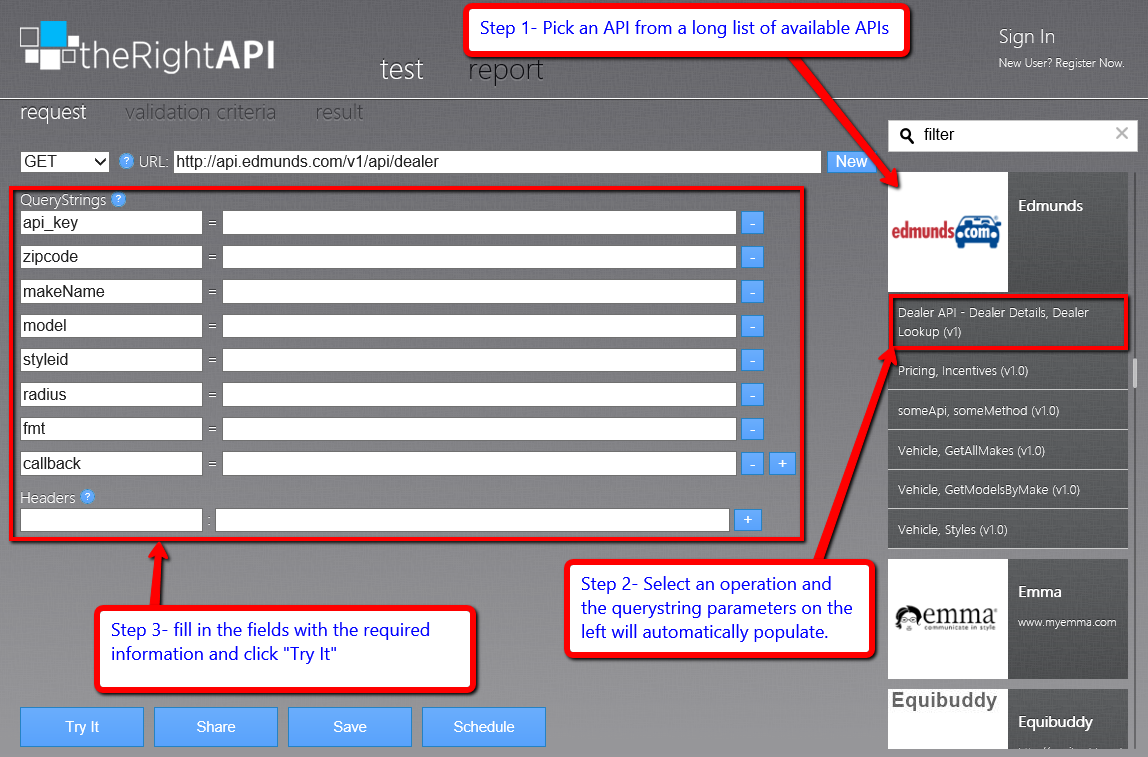 Step 1- Pick an API from a long list of available APIs
theRightAPI
test report
Sign In
New User? Register Now.
request validation criteria result
filter
GET URL: http://api.edmunds.com/v1/api/dealer New
QueryStrings ?
api_key = -
zipcode = -
makeName = -
model = -
styleid = -
radius = -
fmt = -
callback = - +
Headers ?
: +
edmunds.com
Edmunds
Dealer API - Dealer Details, Dealer
Lookup (v1)
Pricing, Incentives (v1.0)
someApi, someMethod (v1.0)
Vehicle, GetAllMakes (v1.0)
Vehicle, GetModelsByMake (v1.0)
Vehicle, Styles (v1.0)
Step 2- Select an operation and
the querystring parameters on the
left will automatically populate.
emma
communicate in style
Emma
www.myemma.com
Step 3- fill in the fields with the required
information and click "Try It"
Equibuddy
Equibuddy
Try It Share Save Schedule